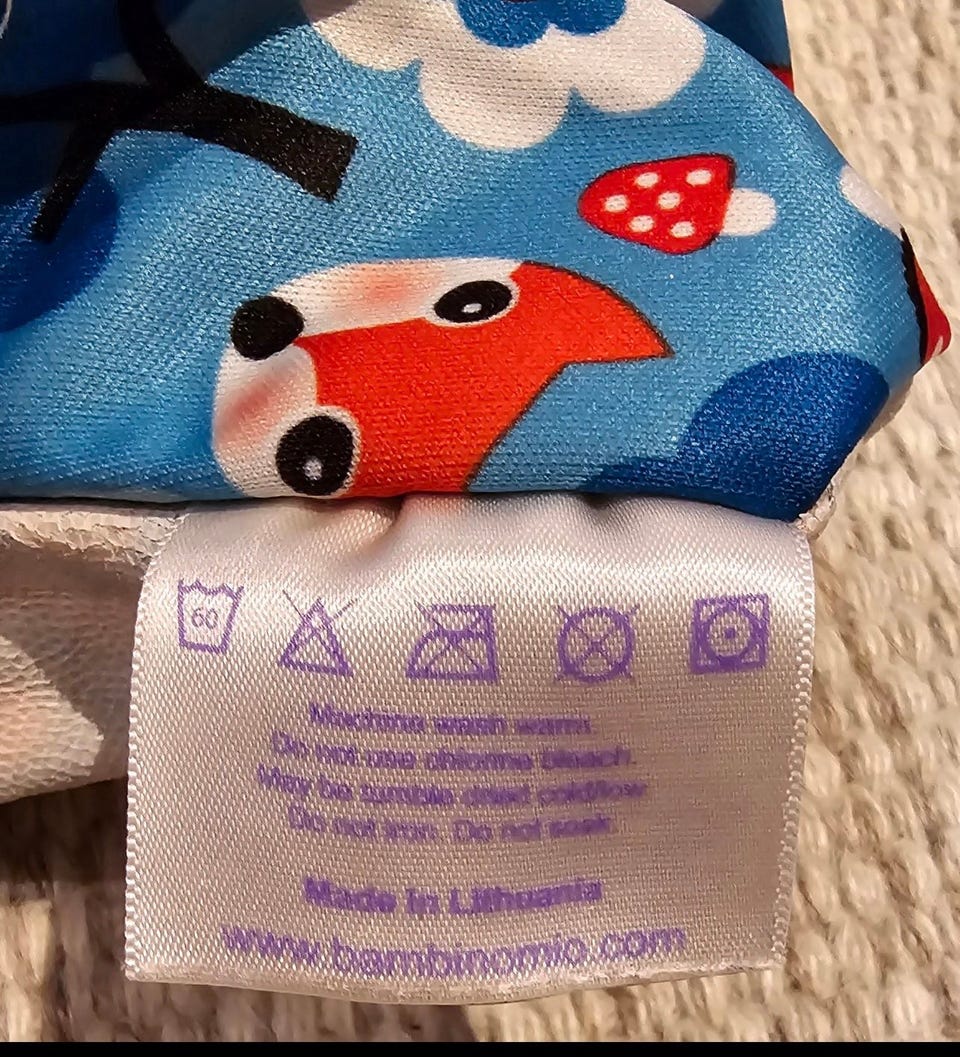 60
Machine wash warm.
Do not use chlorine bleach.
May be tumble dried cold/low
Do not iron. Do not soak.
Made in Lithuania
www.bambinomio.com